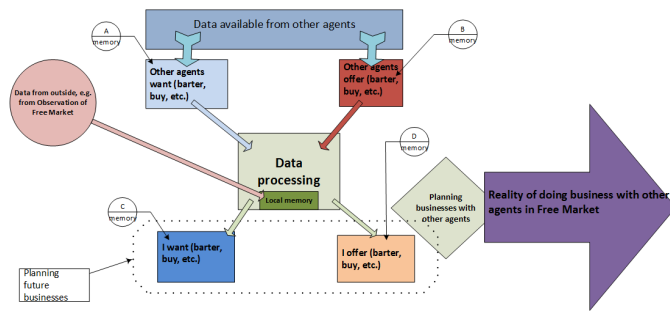 A
memory
Data available from other agents
B
memory
Other agents
want (barter,
buy, etc.)
Other agents
offer (barter,
buy, etc.)
Data from outside, e.g.
from Observation of
Free Market
D
memory
Data
processing
Local memory
Planning
businesses with
other agents
Reality of doing business with other
agents in Free Market
C
memory
I want (barter,
buy, etc.)
I offer (barter,
buy, etc.)
Planning
future
businesses